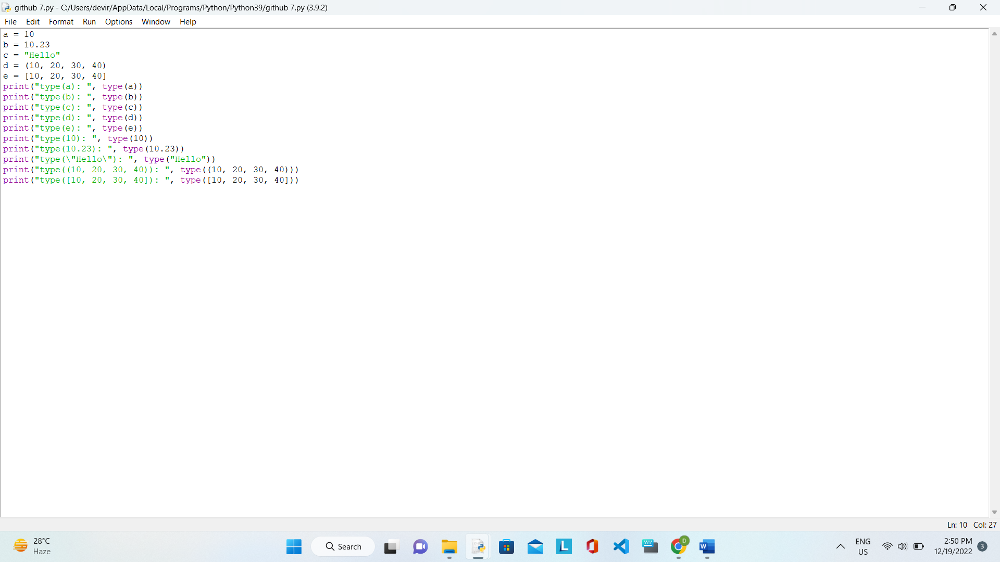 github 7.py - C:/Users/devir/AppData/Local/Programs/Python/Python39/github 7.py (3.9.2)
File Edit Format Run Options Window Help
a = 10
b = 10.23
c = "Hello"
d = (10, 20, 30, 40)
e = [10, 20, 30, 40]
print("type(a): ", type(a))
print("type(b): ", type(b))
print("type(c): ", type(c))
print("type(d): ", type(d))
print("type(e): ", type(e))
print("type(10): ", type(10))
print("type(10.23): ", type(10.23))
print("type(\"Hello\"): ", type("Hello"))
print("type((10, 20, 30, 40)): ", type((10, 20, 30, 40)))
print("type([10, 20, 30, 40]): ", type([10, 20, 30, 40]))
Ln: 10 Col: 27
28°C
Haze
Search
L
D
W
ENG
US
2:50 PM
12/19/2022
3